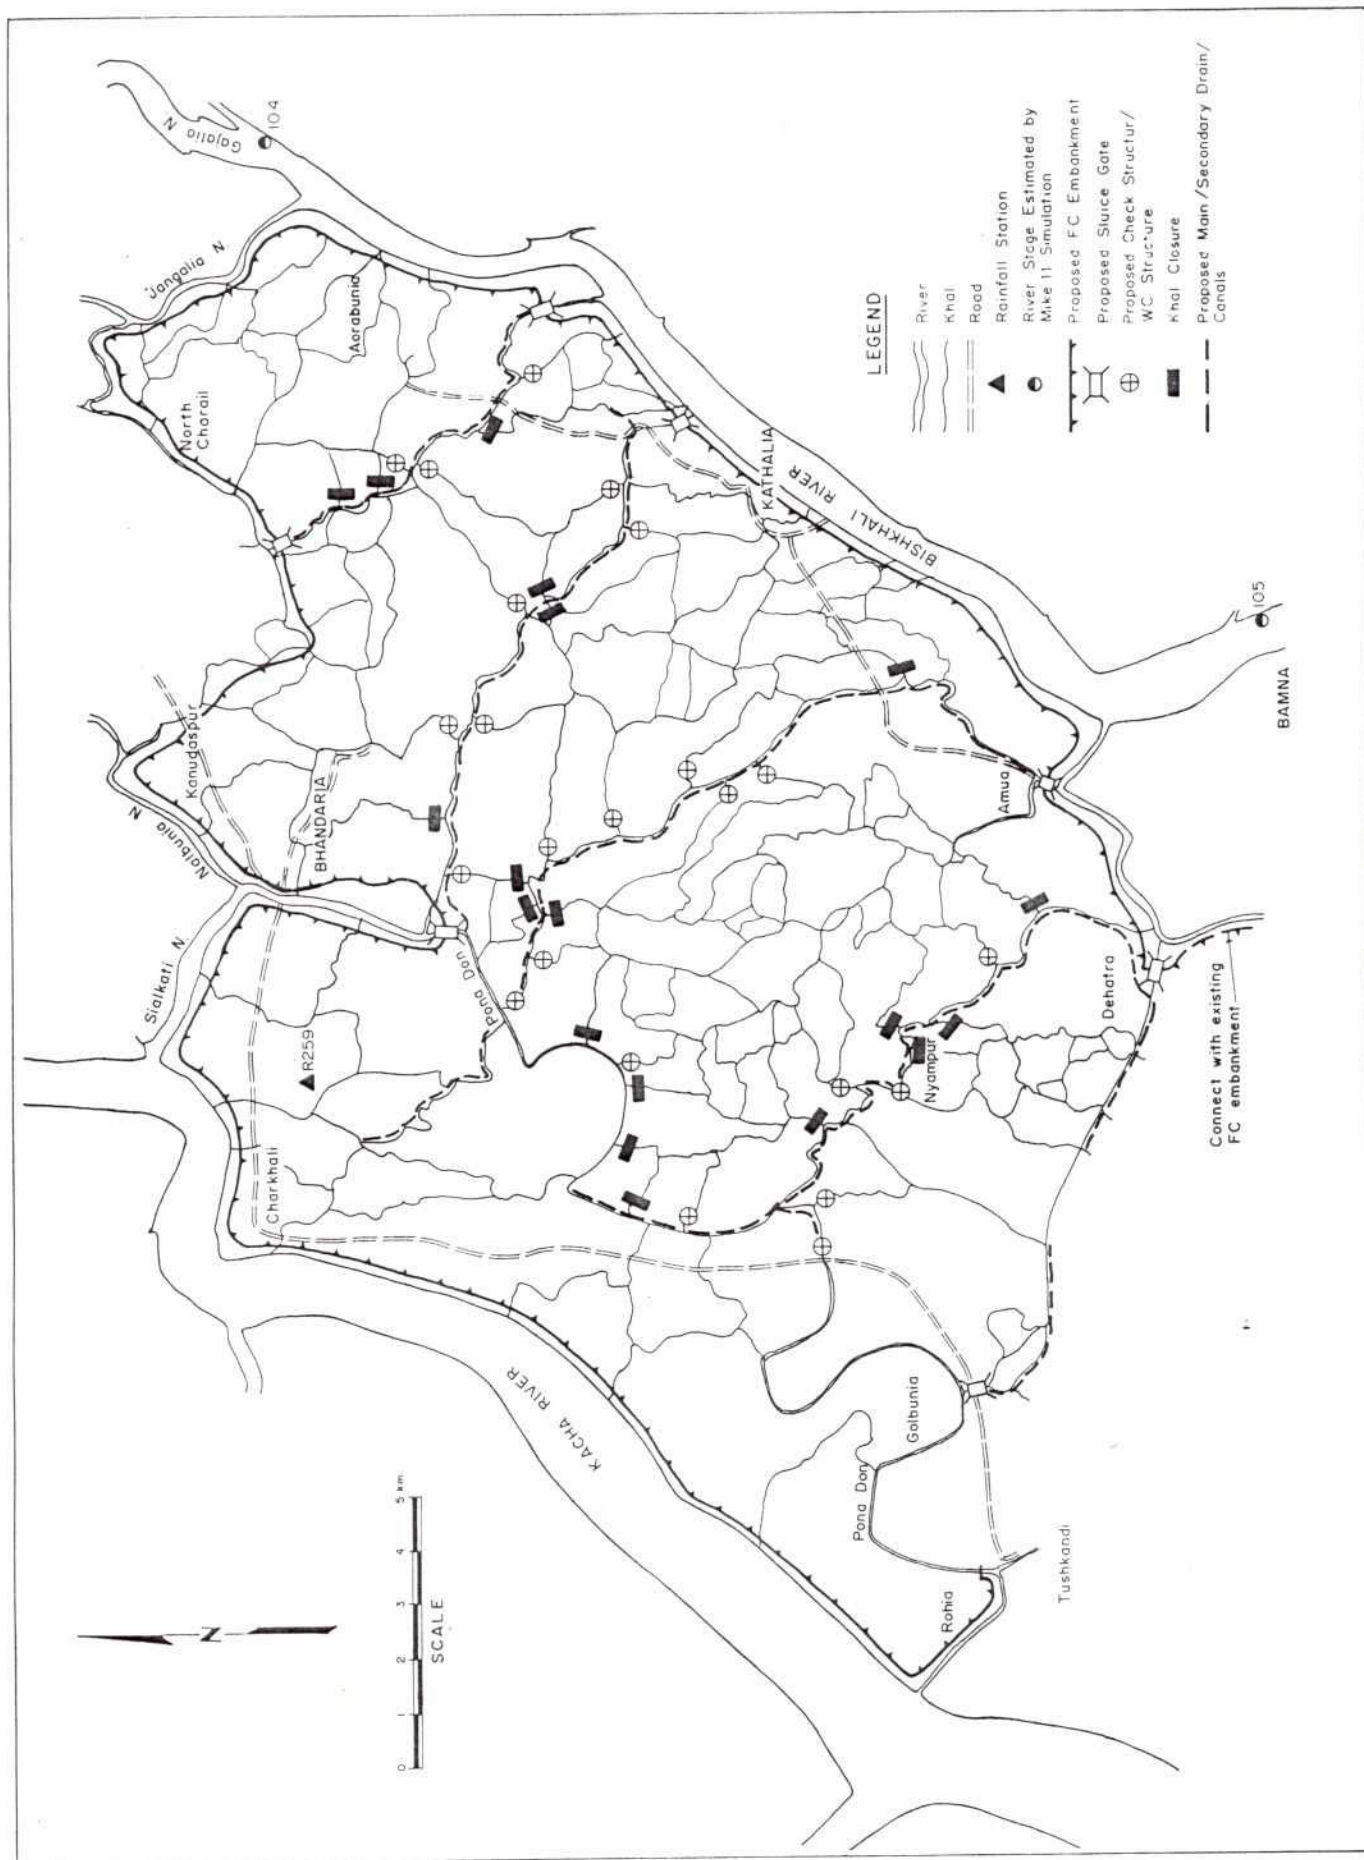 Gajalia N.
104
Jangalia N.
North
Charail
Aorabunia
Kanudaspur
Nalbunia N
BHANDARIA
Sialkati N.
R259
Charkhali
Pona Don
KATHALIA
BISHKHALI
RIVER
105
BAMNA
Amua
Dehatra
Nyampur
Connect with existing
FC embankment
KACHA RIVER
Golbunia
Pona Don
Rohia
Tushkandi
N
0 1 2 3 4 5 km
SCALE
LEGEND
River
Khal
Road
Rainfall Station
River Stage Estimated by
Mike 11 Simulation
Proposed FC Embankment
Proposed Sluice Gate
Proposed Check Structur/
WC Structure
Khal Closure
Proposed Main/Secondary Drain/
Canals